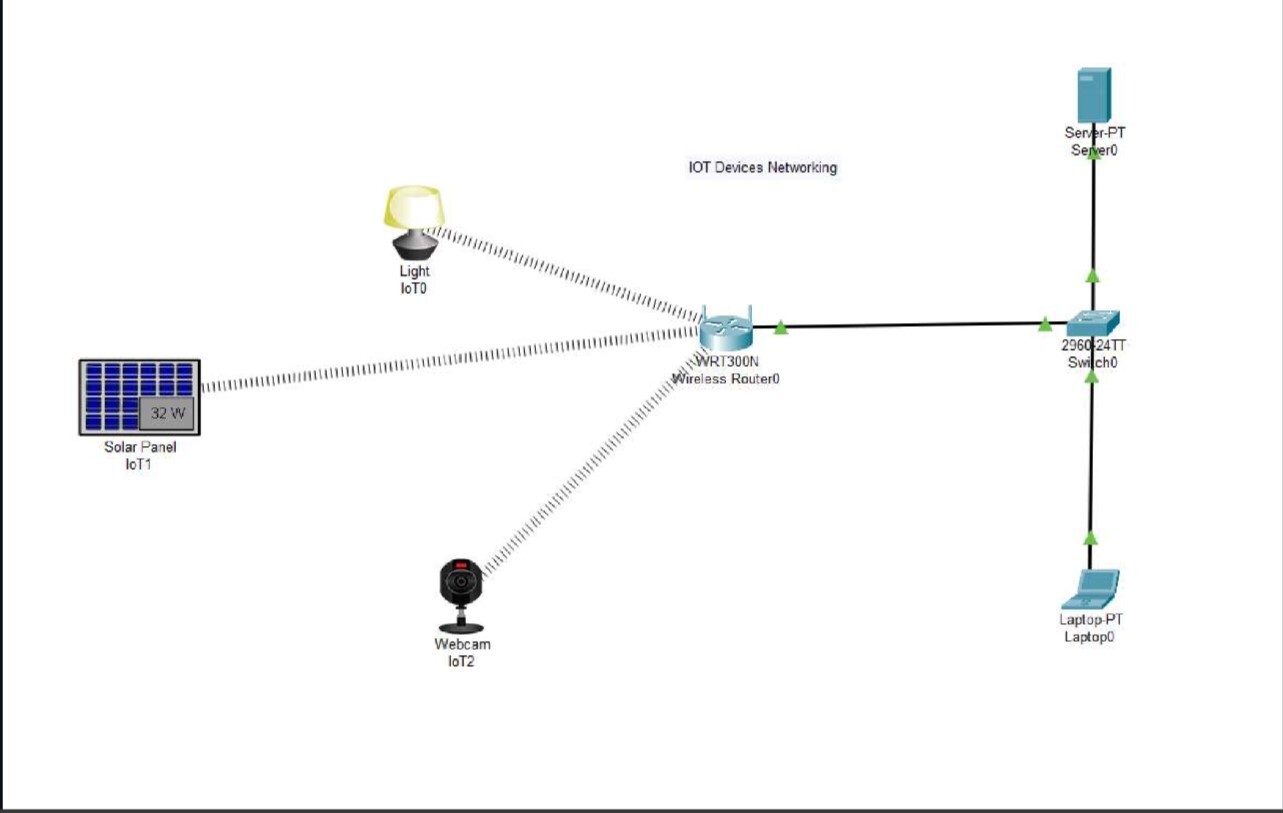 Server-PT
Server0
IOT Devices Networking
Light
IoT0
WRT300N
Wireless Router0
2960-24TT
Switch0
32 W
Solar Panel
IoT1
Webcam
IoT2
Laptop-PT
Laptop0